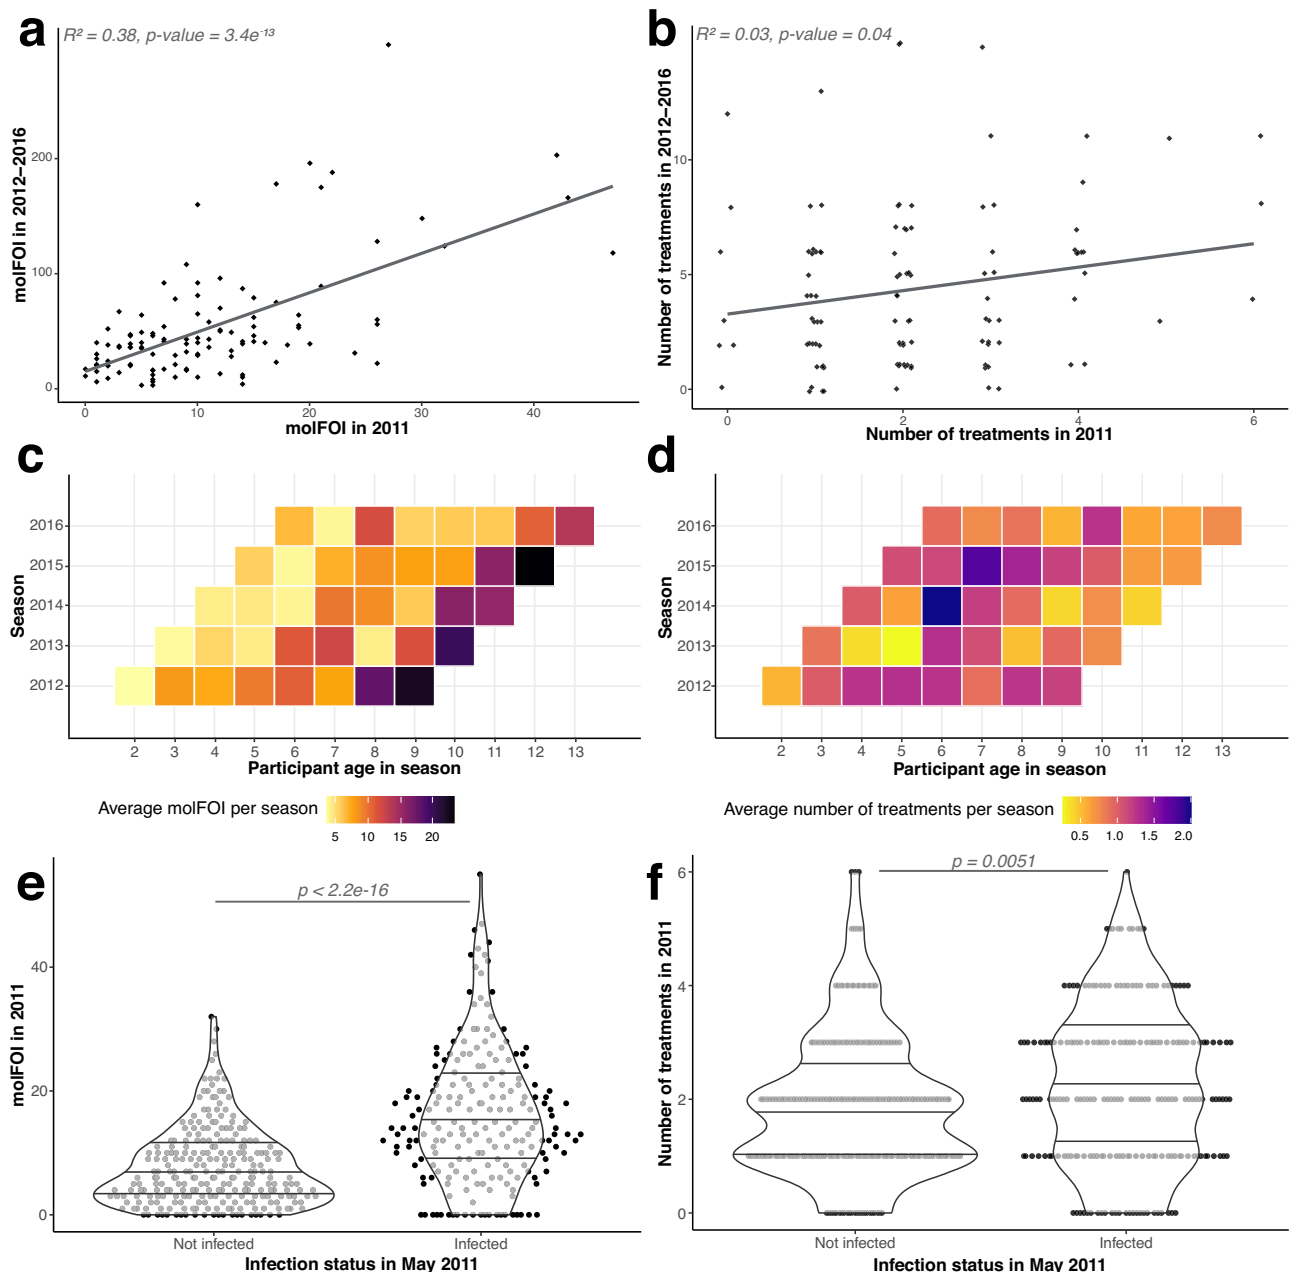 a
R² = 0.38, p-value = 3.4e⁻¹³
molFOI in 2012–2016
200
100
0
0 10 20 30 40
molFOI in 2011
b
R² = 0.03, p-value = 0.04
Number of treatments in 2012–2016
10
5
0
0 2 4 6
Number of treatments in 2011
c
Season
2016
2015
2014
2013
2012
2 3 4 5 6 7 8 9 10 11 12 13
Participant age in season
Average molFOI per season
5 10 15 20
d
Season
2016
2015
2014
2013
2012
2 3 4 5 6 7 8 9 10 11 12 13
Participant age in season
Average number of treatments per season
0.5 1.0 1.5 2.0
e
p < 2.2e-16
molFOI in 2011
40
20
0
Not infected Infected
Infection status in May 2011
f
p = 0.0051
Number of treatments in 2011
6
4
2
0
Not infected Infected
Infection status in May 2011